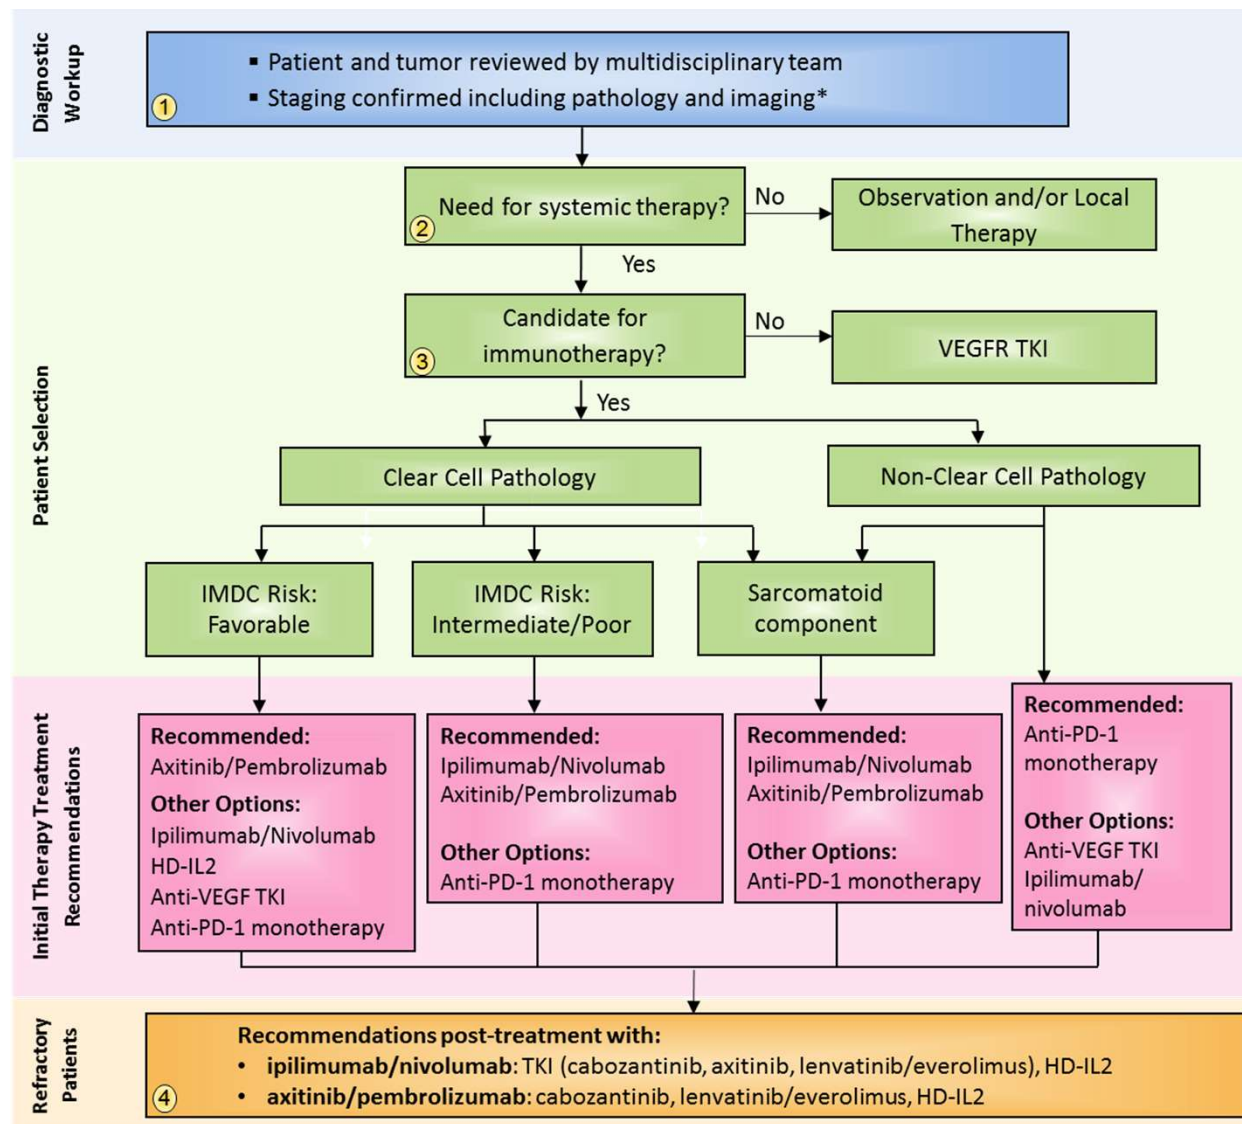 Diagnostic
Workup
▪ Patient and tumor reviewed by multidisciplinary team
▪ Staging confirmed including pathology and imaging*
1
Patient Selection
Need for systemic therapy?
2
No
Observation and/or Local
Therapy
Yes
Candidate for
immunotherapy?
3
No
VEGFR TKI
Yes
Clear Cell Pathology
Non-Clear Cell Pathology
IMDC Risk:
Favorable
IMDC Risk:
Intermediate/Poor
Sarcomatoid
component
Initial Therapy Treatment
Recommendations
Recommended:
Axitinib/Pembrolizumab
Other Options:
Ipilimumab/Nivolumab
HD-IL2
Anti-VEGF TKI
Anti-PD-1 monotherapy
Recommended:
Ipilimumab/Nivolumab
Axitinib/Pembrolizumab
Other Options:
Anti-PD-1 monotherapy
Recommended:
Ipilimumab/Nivolumab
Axitinib/Pembrolizumab
Other Options:
Anti-PD-1 monotherapy
Recommended:
Anti-PD-1
monotherapy
Other Options:
Anti-VEGF TKI
Ipilimumab/
nivolumab
Refractory
Patients
Recommendations post-treatment with:
• ipilimumab/nivolumab: TKI (cabozantinib, axitinib, lenvatinib/everolimus), HD-IL2
• axitinib/pembrolizumab: cabozantinib, lenvatinib/everolimus, HD-IL2
4